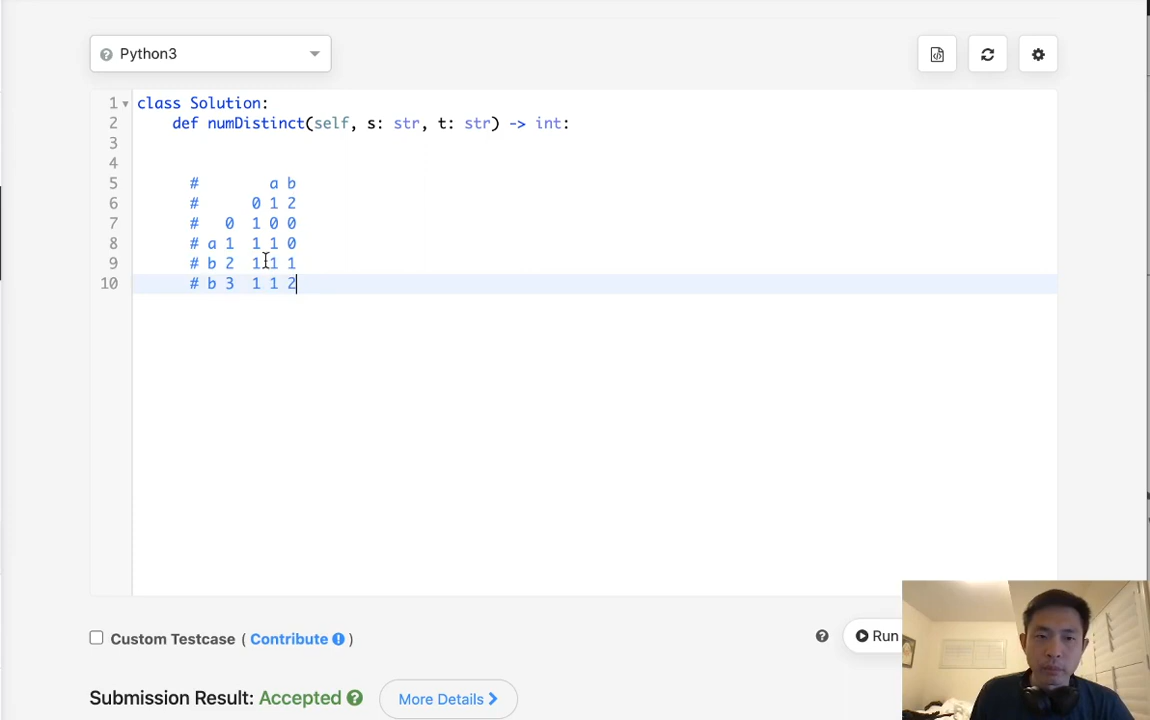 Python3
1 class Solution:
2 def numDistinct(self, s: str, t: str) -> int:
3
4
5 # a b
6 # 0 1 2
7 # 0 1 0 0
8 # a 1 1 1 0
9 # b 2 1 1 1
10 # b 3 1 1 2
Custom Testcase ( Contribute )
Run
Submission Result: Accepted
More Details